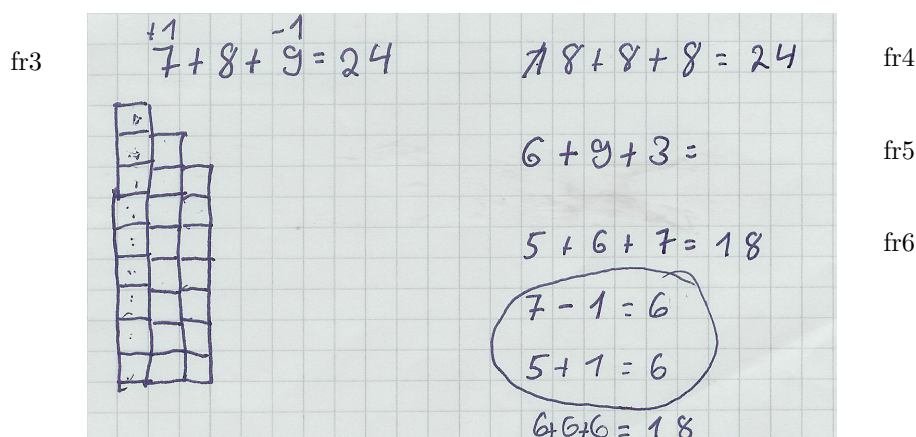 +1 -1
fr3 7 + 8 + 9 = 24
8 + 8 + 8 = 24 fr4
6 + 9 + 3 = fr5
5 + 6 + 7 = 18 fr6
7 - 1 = 6
5 + 1 = 6
6+6+6 = 18